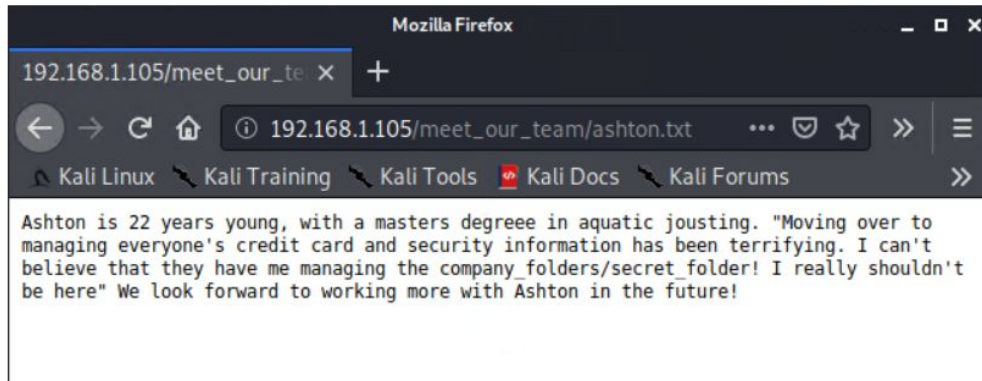 Mozilla Firefox
192.168.1.105/meet_our_te
192.168.1.105/meet_our_team/ashton.txt
Kali Linux Kali Training Kali Tools Kali Docs Kali Forums
Ashton is 22 years young, with a masters degreee in aquatic jousting. "Moving over to
managing everyone's credit card and security information has been terrifying. I can't
believe that they have me managing the company_folders/secret_folder! I really shouldn't
be here" We look forward to working more with Ashton in the future!